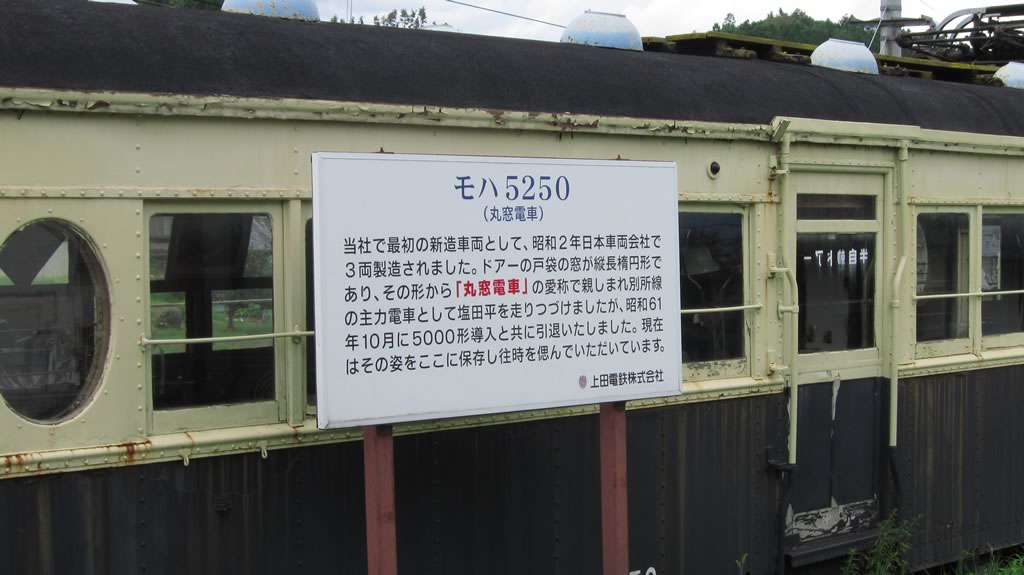 モハ5250
(丸窓電車)
当社で最初の新造車両として、昭和2年日本車両会社で
3両製造されました。ドアーの戸袋の窓が縦長楕円形で
あり、その形から「丸窓電車」の愛称で親しまれ別所線
の主力電車として塩田平を走りつづけましたが、昭和61
年10月に5000形導入と共に引退いたしました。現在
はその姿をここに保存し往時を偲んでいただいています。
上田電鉄株式会社
半自動ドアー